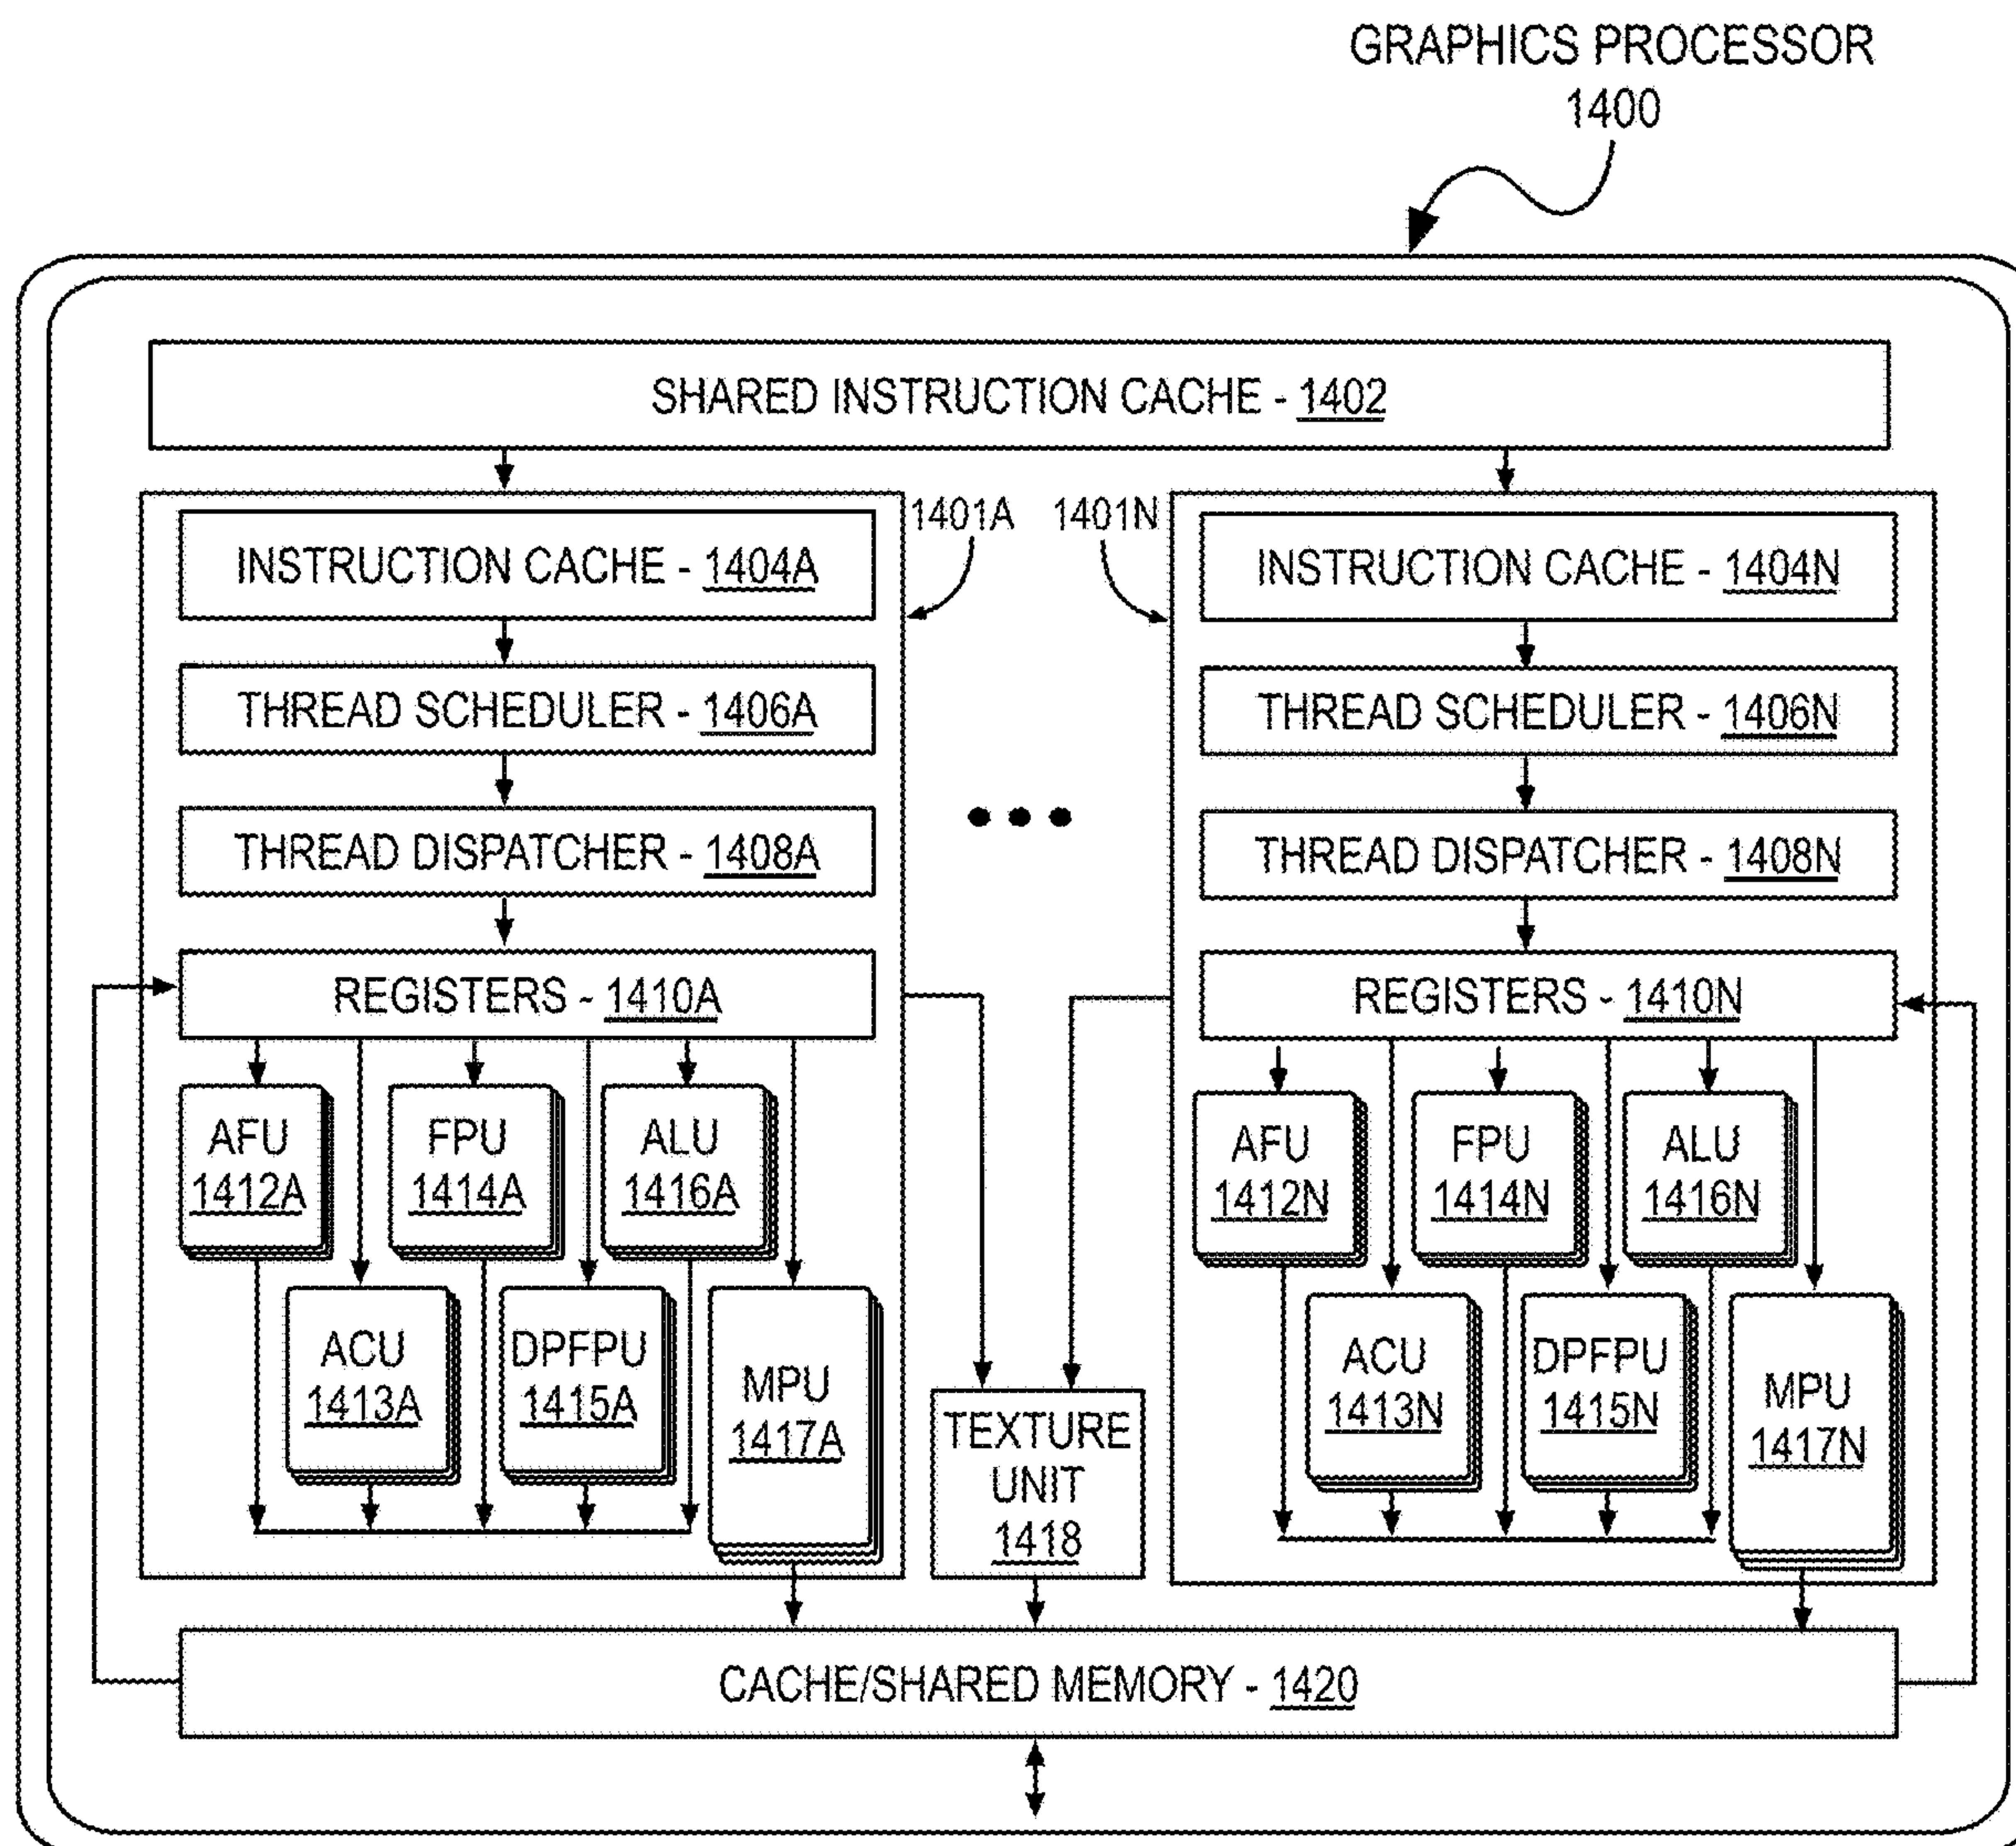 GRAPHICS PROCESSOR
1400
SHARED INSTRUCTION CACHE - 1402
1401A
1401N
INSTRUCTION CACHE - 1404A
THREAD SCHEDULER - 1406A
THREAD DISPATCHER - 1408A
REGISTERS - 1410A
AFU
1412A
FPU
1414A
ALU
1416A
ACU
1413A
DPFPU
1415A
MPU
1417A
TEXTURE
UNIT
1418
INSTRUCTION CACHE - 1404N
THREAD SCHEDULER - 1406N
THREAD DISPATCHER - 1408N
REGISTERS - 1410N
AFU
1412N
FPU
1414N
ALU
1416N
ACU
1413N
DPFPU
1415N
MPU
1417N
CACHE/SHARED MEMORY - 1420